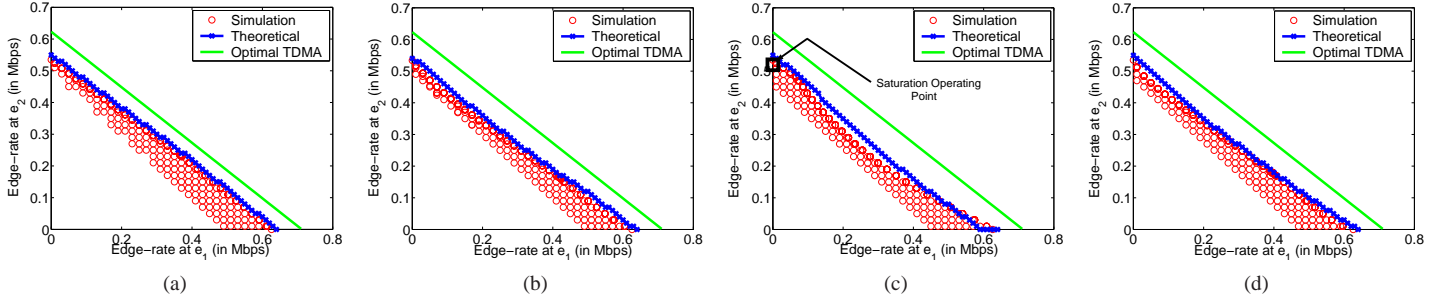 0.7
0.6
0.5
0.4
0.3
0.2
0.1
0
0 0.2 0.4 0.6 0.8
Edge−rate at e2 (in Mbps)
Edge−rate at e1 (in Mbps)
Simulation
Theoretical
Optimal TDMA
(a)
0.7
0.6
0.5
0.4
0.3
0.2
0.1
0
0 0.2 0.4 0.6 0.8
Edge−rate at e2 (in Mbps)
Edge−rate at e1 (in Mbps)
Simulation
Theoretical
Optimal TDMA
(b)
0.7
0.6
0.5
0.4
0.3
0.2
0.1
0
0 0.2 0.4 0.6 0.8
Edge−rate at e2 (in Mbps)
Edge−rate at e1 (in Mbps)
Simulation
Theoretical
Optimal TDMA
Saturation Operating
Point
(c)
0.7
0.6
0.5
0.4
0.3
0.2
0.1
0
0 0.2 0.4 0.6 0.8
Edge−rate at e2 (in Mbps)
Edge−rate at e1 (in Mbps)
Simulation
Theoretical
Optimal TDMA
(d)